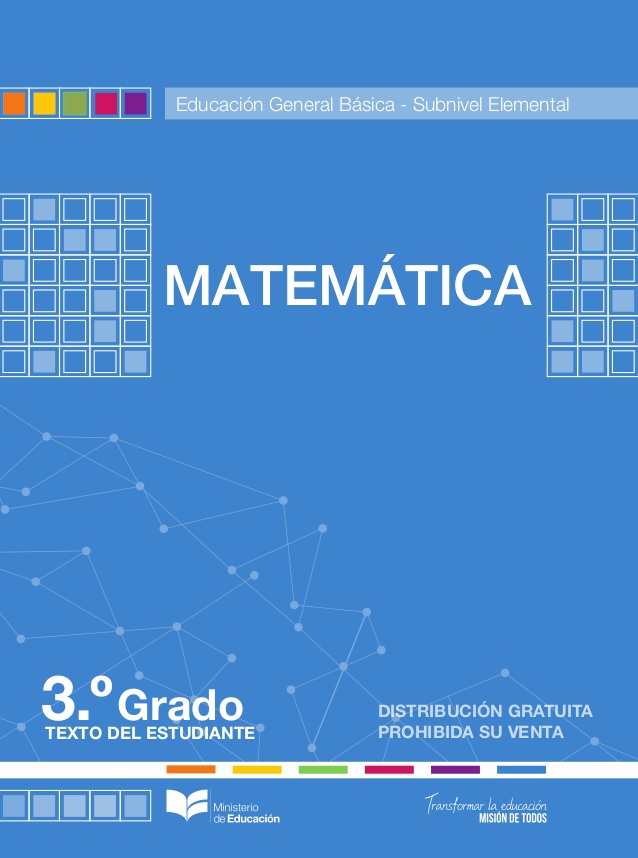 Educación General Básica - Subnivel Elemental
MATEMÁTICA
3.º Grado
TEXTO DEL ESTUDIANTE
DISTRIBUCIÓN GRATUITA
PROHIBIDA SU VENTA
Ministerio
de Educación
Transformar la educación
MISIÓN DE TODOS